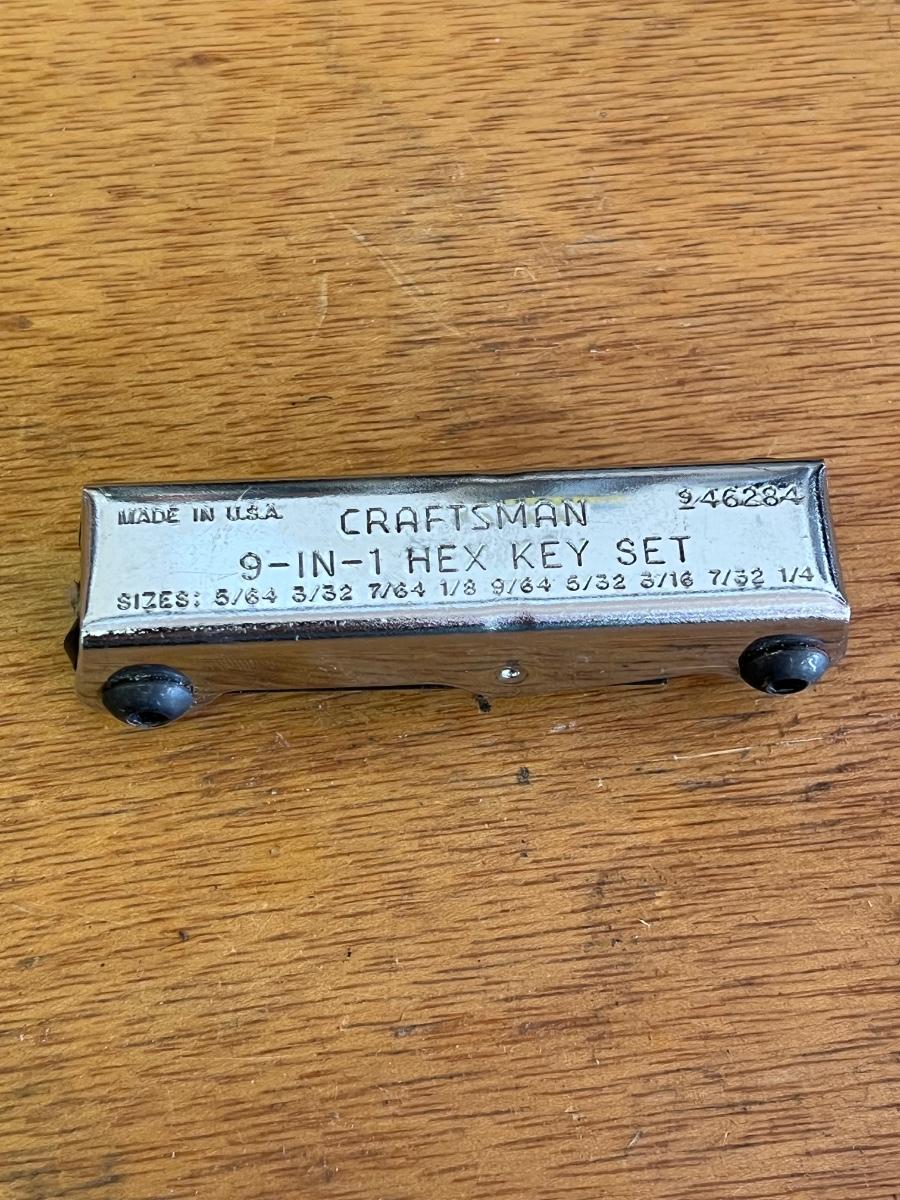 MADE IN U.S.A. CRAFTSMAN 946284
9-IN-1 HEX KEY SET
SIZES: 5/64 3/32 7/64 1/8 9/64 5/32 3/16 7/32 1/4